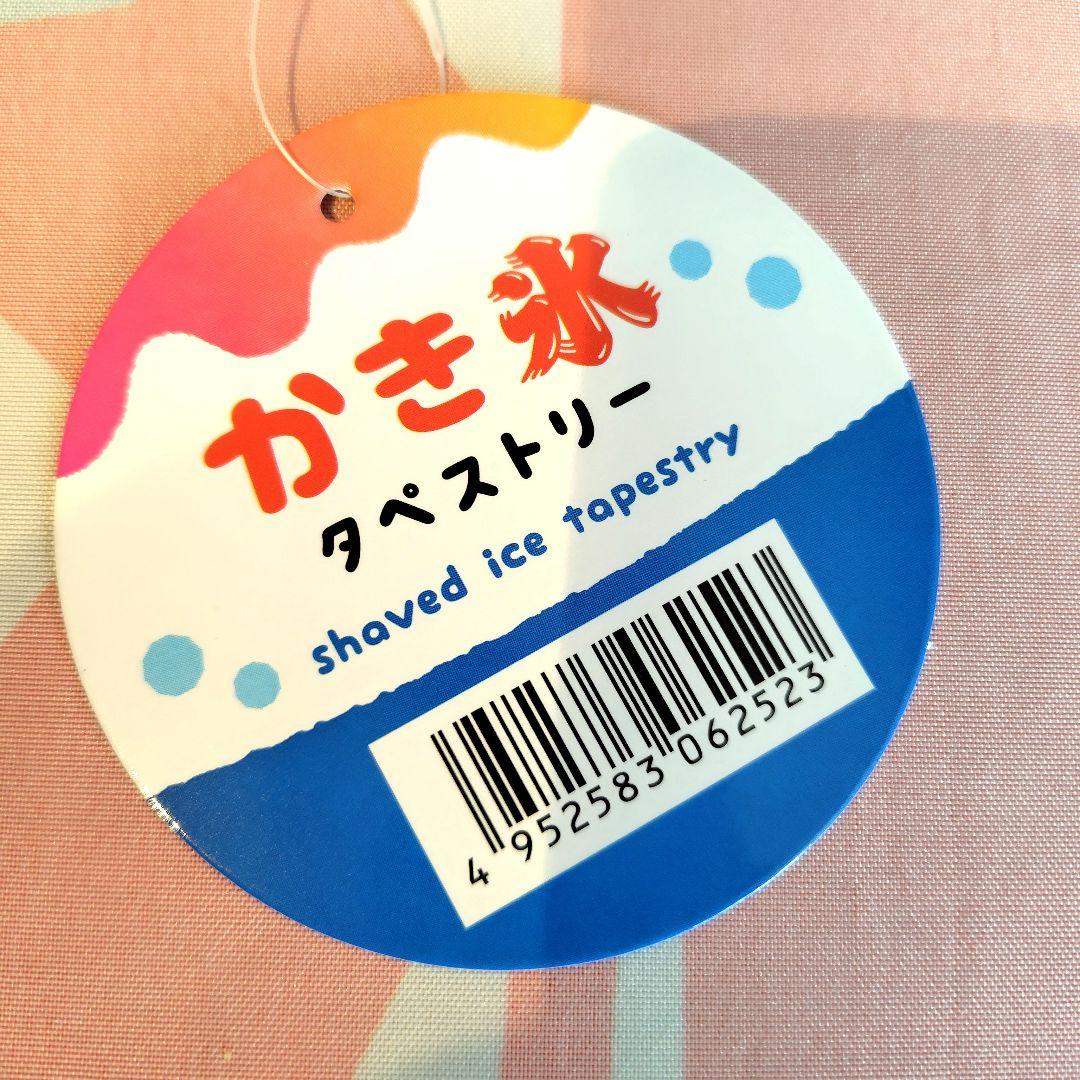 かき氷
タペストリー
shaved ice tapestry
4 952583 062523